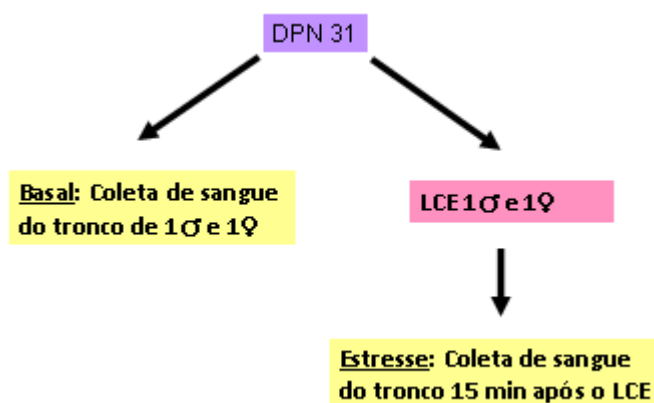 DPN 31
Basal: Coleta de sangue
do tronco de 1♂ e 1♀
LCE 1♂ e 1♀
Estresse: Coleta de sangue
do tronco 15 min após o LCE